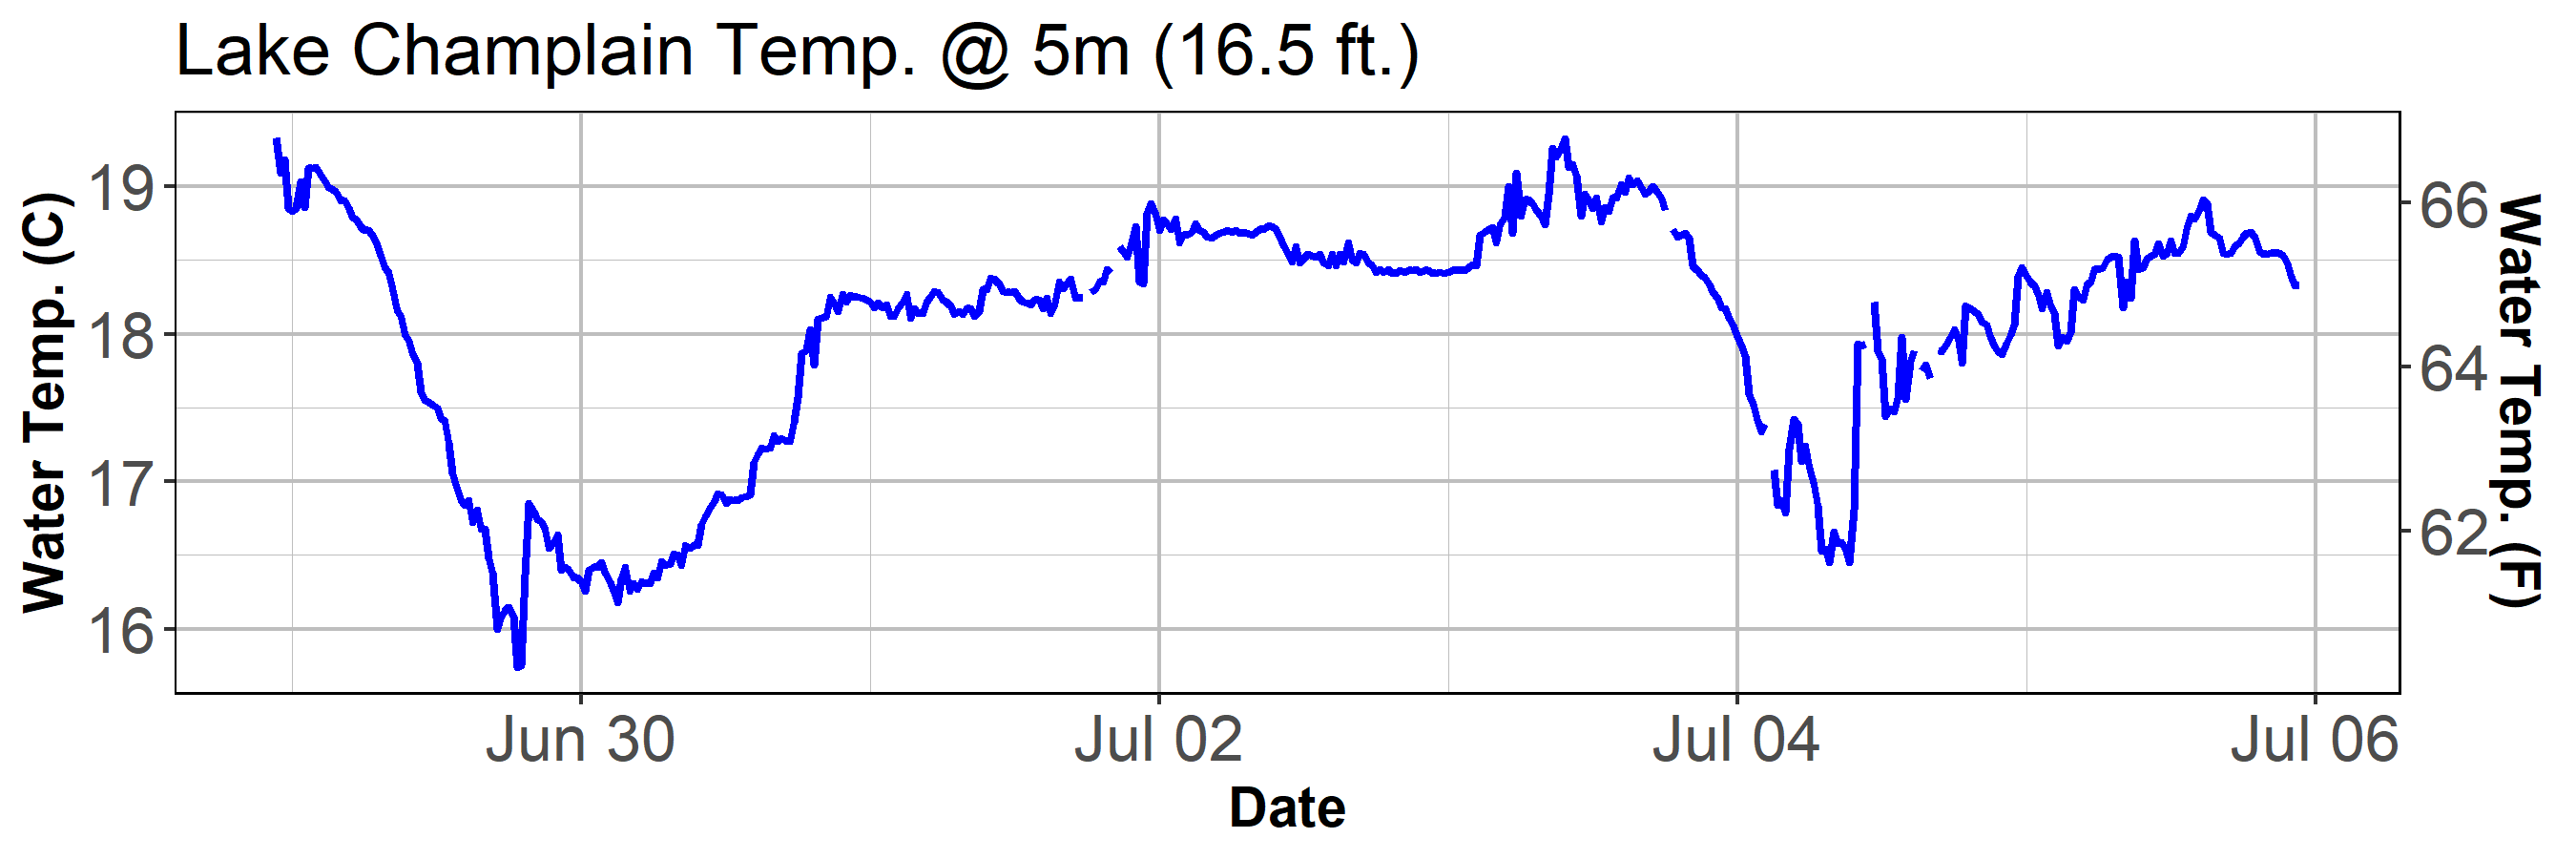 Lake Champlain Temp. @ 5m (16.5 ft.)
Water Temp. (C)
19
18
17
16
66
64
62
Water Temp. (F)
Jun 30
Jul 02
Jul 04
Jul 06
Date